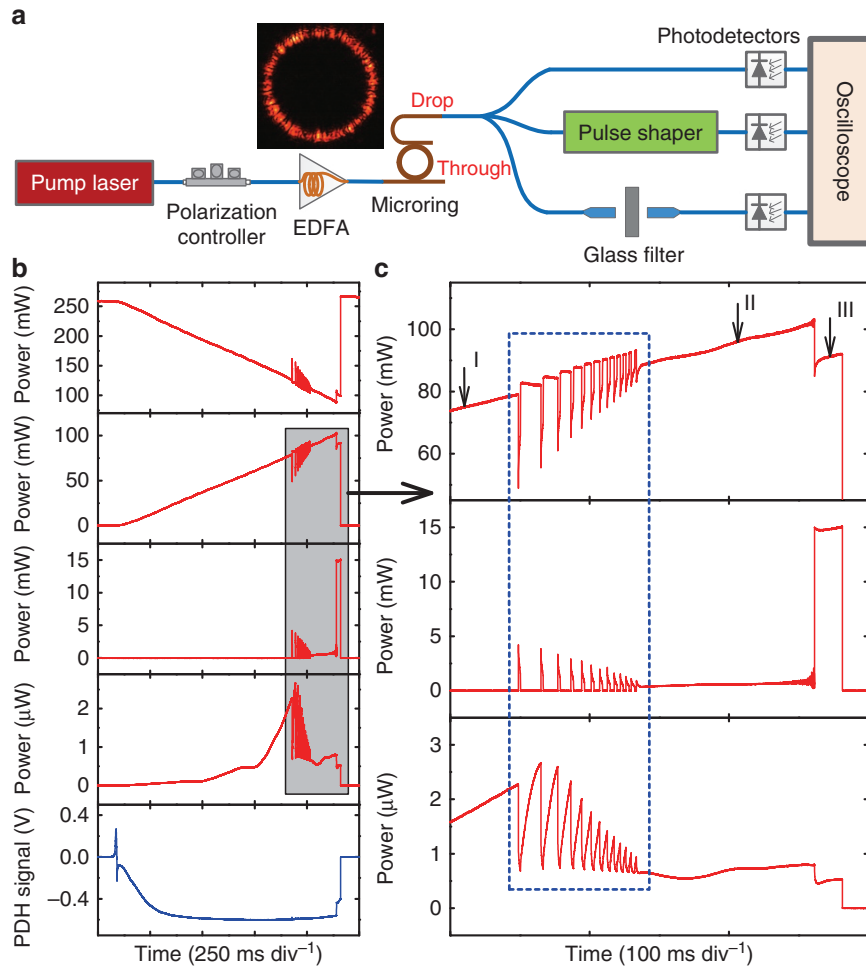 a
Photodetectors
Drop
Pulse shaper
Oscilloscope
Through
Pump laser
Polarization
controller
EDFA
Microring
Glass filter
b
250
200
150
100
Power (mW)
100
50
0
Power (mW)
15
10
5
0
Power (mW)
2
1
0
Power (μW)
0.4
0.0
−0.4
PDH signal (V)
Time (250 ms div⁻¹)
c
I
II
III
100
80
60
Power (mW)
15
10
5
0
Power (mW)
3
2
1
0
Power (μW)
Time (100 ms div⁻¹)